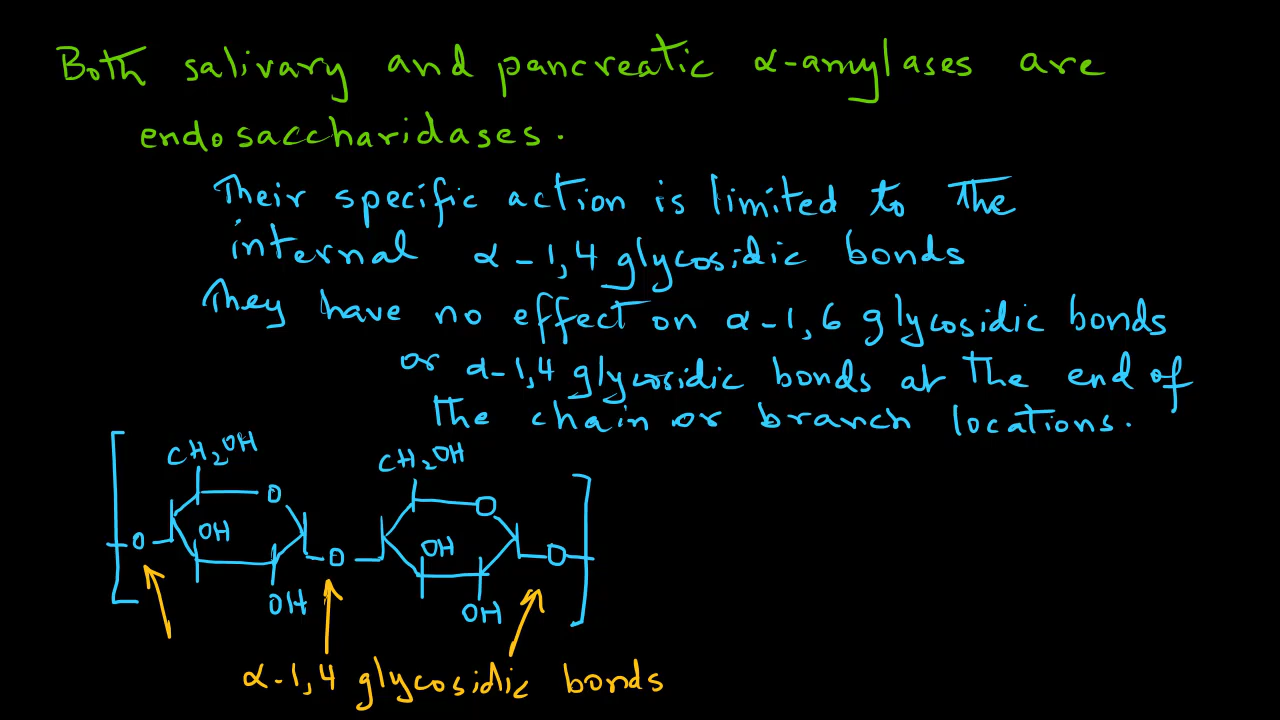 Both salivary and pancreatic α-amylases are
endosaccharidases.
Their specific action is limited to the
internal α-1,4 glycosidic bonds
They have no effect on α-1,6 glycosidic bonds
or α-1,4 glycosidic bonds at the end of
the chain or branch locations.
CH₂OH CH₂OH
O O
O OH O OH O
OH OH
α-1,4 glycosidic bonds